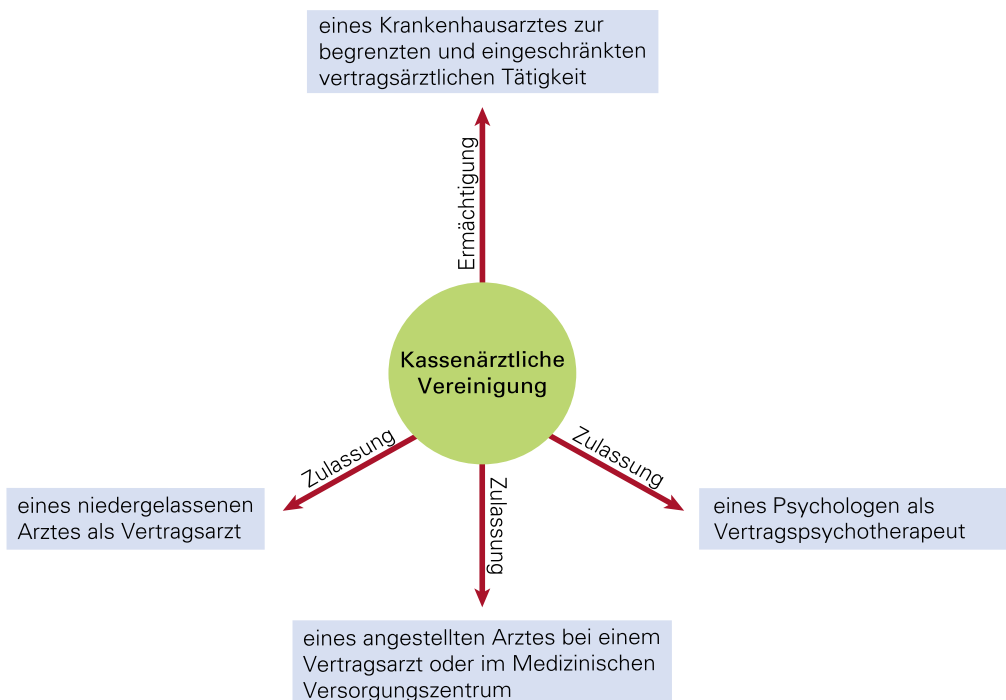 eines Krankenhausarztes zur
begrenzten und eingeschränkten
vertragsärztlichen Tätigkeit
Ermächtigung
Kassenärztliche
Vereinigung
Zulassung
eines niedergelassenen
Arztes als Vertragsarzt
Zulassung
eines angestellten Arztes bei einem
Vertragsarzt oder im Medizinischen
Versorgungszentrum
Zulassung
eines Psychologen als
Vertragspsychotherapeut